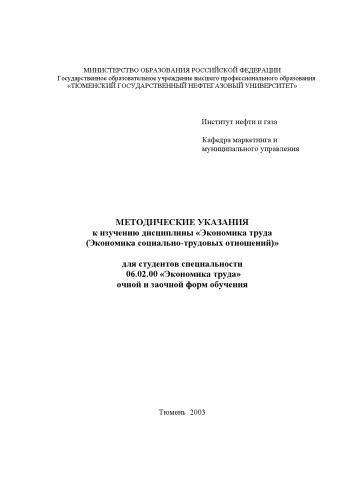 МИНИСТЕРСТВО ОБРАЗОВАНИЯ РОССИЙСКОЙ ФЕДЕРАЦИИ
Государственное образовательное учреждение высшего профессионального образования
«ТЮМЕНСКИЙ ГОСУДАРСТВЕННЫЙ НЕФТЕГАЗОВЫЙ УНИВЕРСИТЕТ»
Институт нефти и газа
Кафедра маркетинга и
муниципального управления
МЕТОДИЧЕСКИЕ УКАЗАНИЯ
к изучению дисциплины «Экономика труда
(Экономика социально-трудовых отношений)»
для студентов специальности
06.02.00 «Экономика труда»
очной и заочной форм обучения
Тюмень 2003